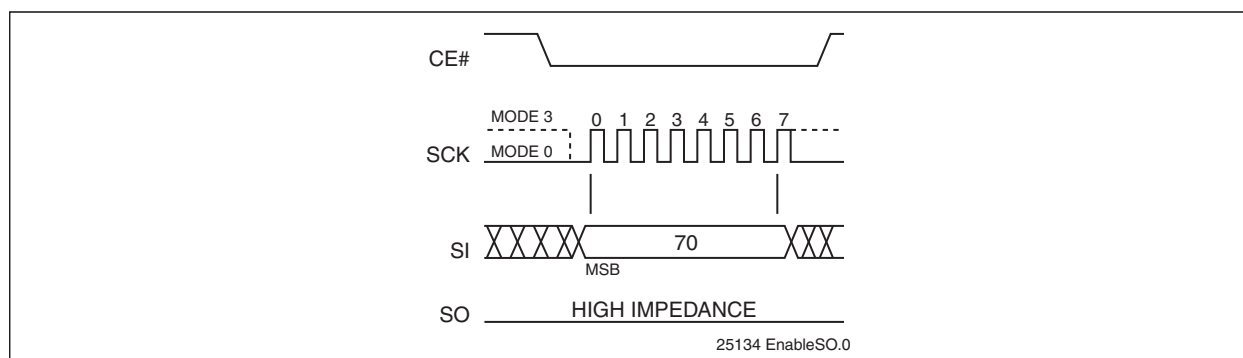 CE#
MODE 3
0 1 2 3 4 5 6 7
SCK
MODE 0
SI
70
MSB
SO
HIGH IMPEDANCE
25134 EnableSO.0